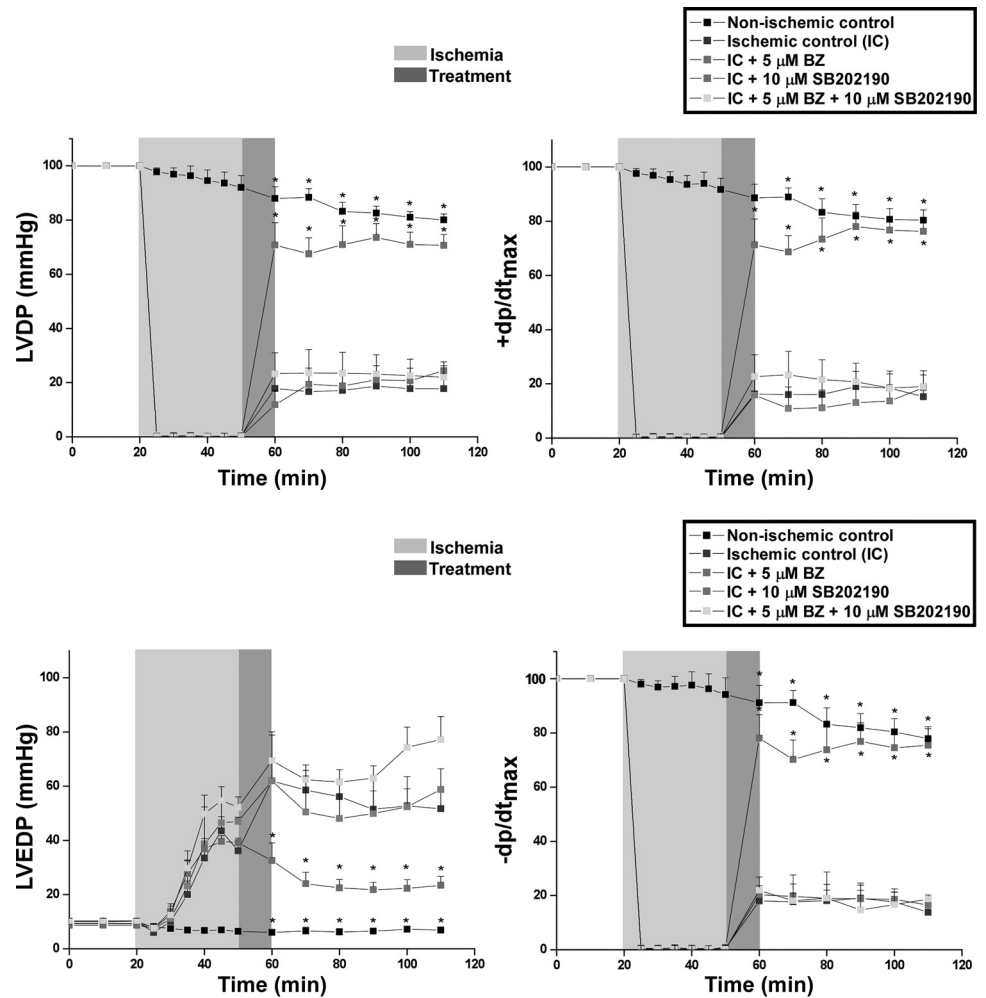 Non-ischemic control
Ischemic control (IC)
IC + 5 μM BZ
IC + 10 μM SB202190
IC + 5 μM BZ + 10 μM SB202190
Ischemia
Treatment
LVDP (mmHg)
100
80
60
40
20
0
0 20 40 60 80 100 120
Time (min)
* * * * * *
* * * * * *
+dp/dtmax
100
80
60
40
20
0
0 20 40 60 80 100 120
Time (min)
* * * * *
* * * * * *
Ischemia
Treatment
Non-ischemic control
Ischemic control (IC)
IC + 5 μM BZ
IC + 10 μM SB202190
IC + 5 μM BZ + 10 μM SB202190
LVEDP (mmHg)
100
80
60
40
20
0
0 20 40 60 80 100 120
Time (min)
* * * * * *
* * * * * *
-dp/dtmax
100
80
60
40
20
0
0 20 40 60 80 100 120
Time (min)
* * * * * *
* * * * * *